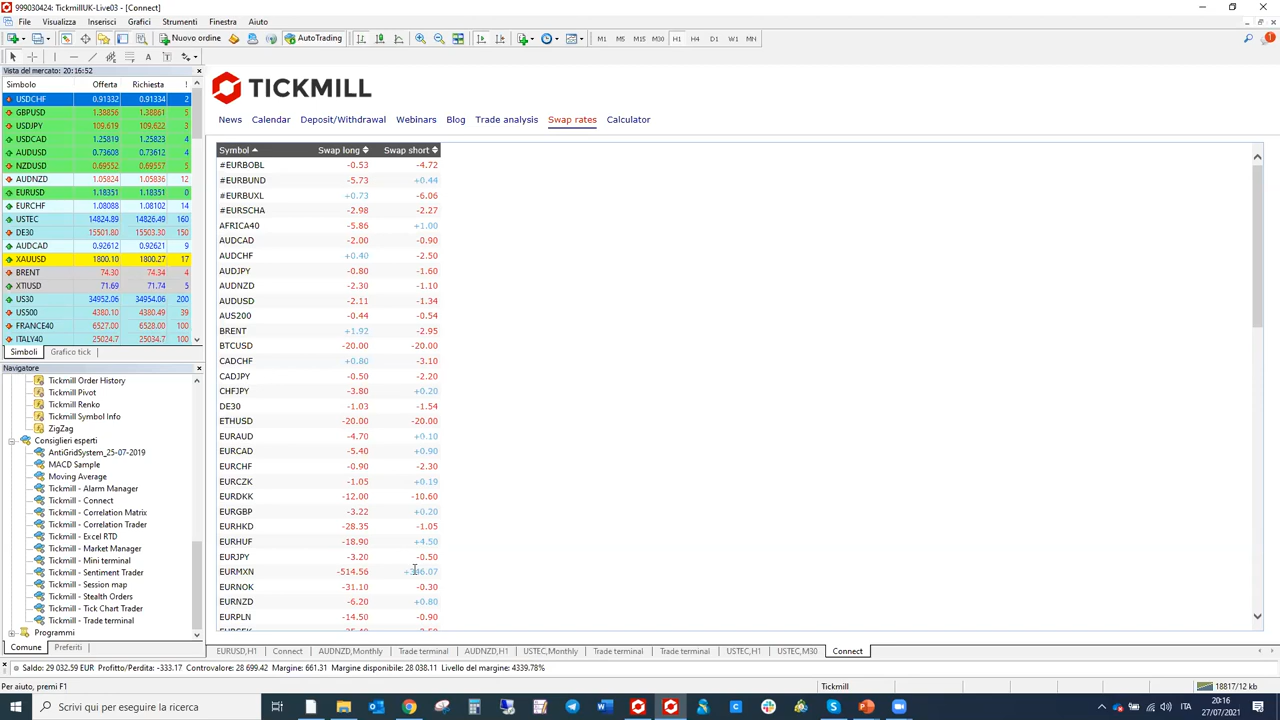 999030424: TickmillUK-Live03 - [Connect]
File Visualizza Inserisci Grafici Strumenti Finestra Aiuto
Nuovo ordine AutoTrading M1 M5 M15 M30 H1 H4 D1 W1 MN
Vista del mercato: 20:16:52
Simbolo Offerta Richiesta !
USDCHF 0.91332 0.91334 2
GBPUSD 1.38856 1.38861 5
USDJPY 109.619 109.622 3
USDCAD 1.25819 1.25823 4
AUDUSD 0.73608 0.73612 4
NZDUSD 0.69552 0.69557 5
AUDNZD 1.05824 1.05836 12
EURUSD 1.18351 1.18351 0
EURCHF 1.08088 1.08102 14
USTEC 14824.89 14826.49 160
DE30 15501.80 15503.30 150
AUDCAD 0.92612 0.92621 9
XAUUSD 1800.10 1800.27 17
BRENT 74.30 74.34 4
XTIUSD 71.69 71.74 5
US30 34952.06 34954.06 200
US500 4380.10 4380.49 39
FRANCE40 6527.00 6528.00 100
ITALY40 25024.7 25034.7 100
Simboli Grafico tick
Navigatore
Tickmill Order History
Tickmill Pivot
Tickmill Renko
Tickmill Symbol Info
ZigZag
Consiglieri esperti
AntiGridSystem_25-07-2019
MACD Sample
Moving Average
Tickmill - Alarm Manager
Tickmill - Connect
Tickmill - Correlation Matrix
Tickmill - Correlation Trader
Tickmill - Excel RTD
Tickmill - Market Manager
Tickmill - Mini terminal
Tickmill - Sentiment Trader
Tickmill - Session map
Tickmill - Stealth Orders
Tickmill - Tick Chart Trader
Tickmill - Trade terminal
Programmi
Comune Preferiti
TICKMILL
News Calendar Deposit/Withdrawal Webinars Blog Trade analysis Swap rates Calculator
Symbol Swap long Swap short
#EURBOBL -0.53 -4.72
#EURBUND -5.73 +0.44
#EURBUXL +0.73 -6.06
#EURSCHA -2.98 -2.27
AFRICA40 -5.86 +1.00
AUDCAD -2.00 -0.90
AUDCHF +0.40 -2.50
AUDJPY -0.80 -1.60
AUDNZD -2.30 -1.10
AUDUSD -2.11 -1.34
AUS200 -0.44 -0.54
BRENT +1.92 -2.95
BTCUSD -20.00 -20.00
CADCHF +0.80 -3.10
CADJPY -0.50 -2.20
CHFJPY -3.80 +0.20
DE30 -1.03 -1.54
ETHUSD -20.00 -20.00
EURAUD -4.70 +0.10
EURCAD -5.40 +0.90
EURCHF -0.90 -2.30
EURCZK -1.05 +0.19
EURDKK -12.00 -10.60
EURGBP -3.22 +0.20
EURHKD -28.35 -1.05
EURHUF -18.90 +4.50
EURJPY -3.20 -0.50
EURMXN -514.56
EURNOK -31.10 -0.30
EURNZD -6.20 +0.80
EURPLN -14.50 -0.90
EURUSD,H1 Connect AUDNZD,Monthly Trade terminal AUDNZD,H1 USTEC,Monthly Trade terminal Trade terminal USTEC,H1 USTEC,M30 Connect
Saldo: 29 032.59 EUR Profitto/Perdita: -333.17 Controvalore: 28 699.42 Margine: 661.31 Margine disponibile: 28 038.11 Livello del margine: 4339.78%
Per aiuto, premi F1 Tickmill 18817/12 kb
Scrivi qui per eseguire la ricerca ITA 20:16
27/07/2021